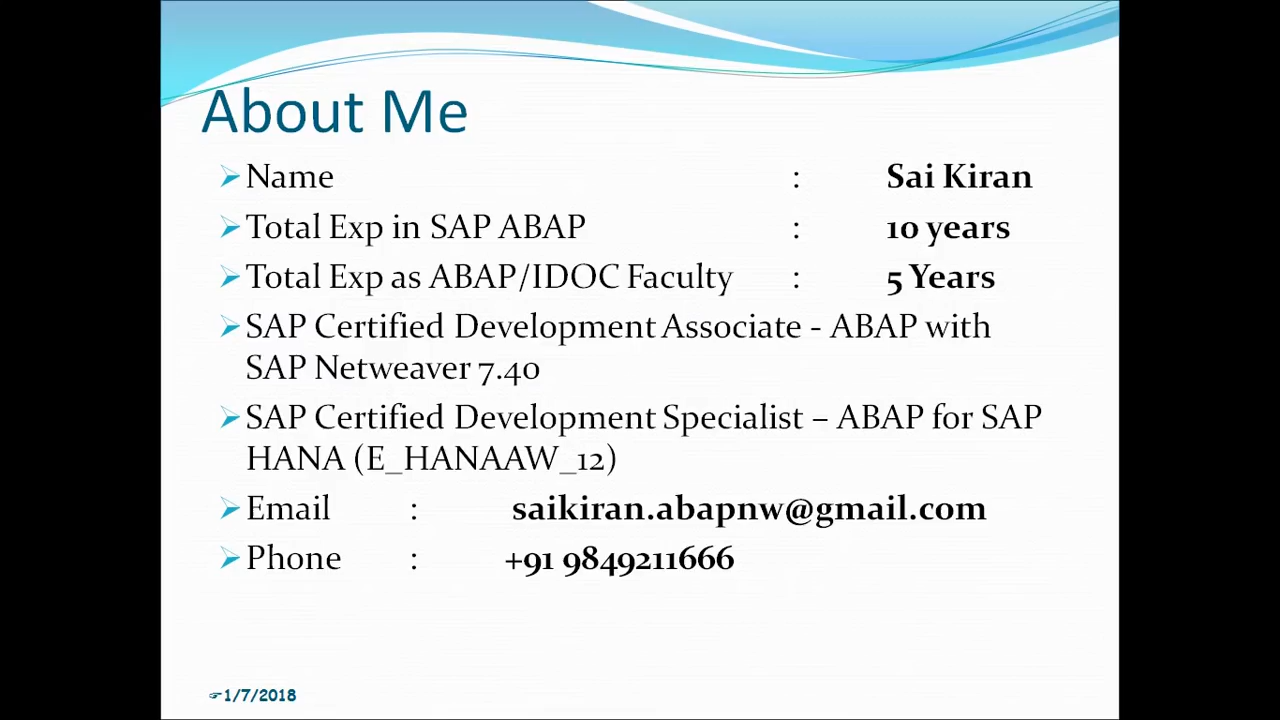 About Me
Name : Sai Kiran
Total Exp in SAP ABAP : 10 years
Total Exp as ABAP/IDOC Faculty : 5 Years
SAP Certified Development Associate - ABAP with
SAP Netweaver 7.40
SAP Certified Development Specialist – ABAP for SAP
HANA (E_HANAAW_12)
Email : saikiran.abapnw@gmail.com
Phone : +91 9849211666
1/7/2018